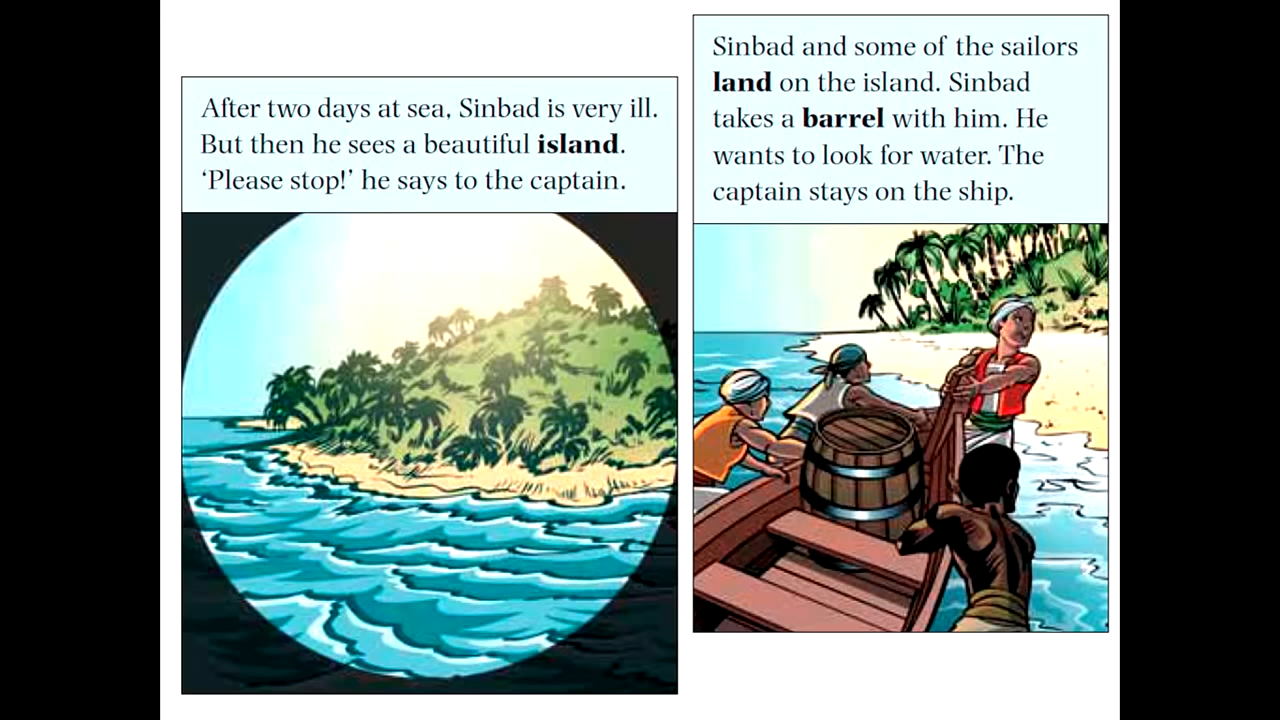 After two days at sea, Sinbad is very ill.
But then he sees a beautiful island.
‘Please stop!’ he says to the captain.
Sinbad and some of the sailors
land on the island. Sinbad
takes a barrel with him. He
wants to look for water. The
captain stays on the ship.